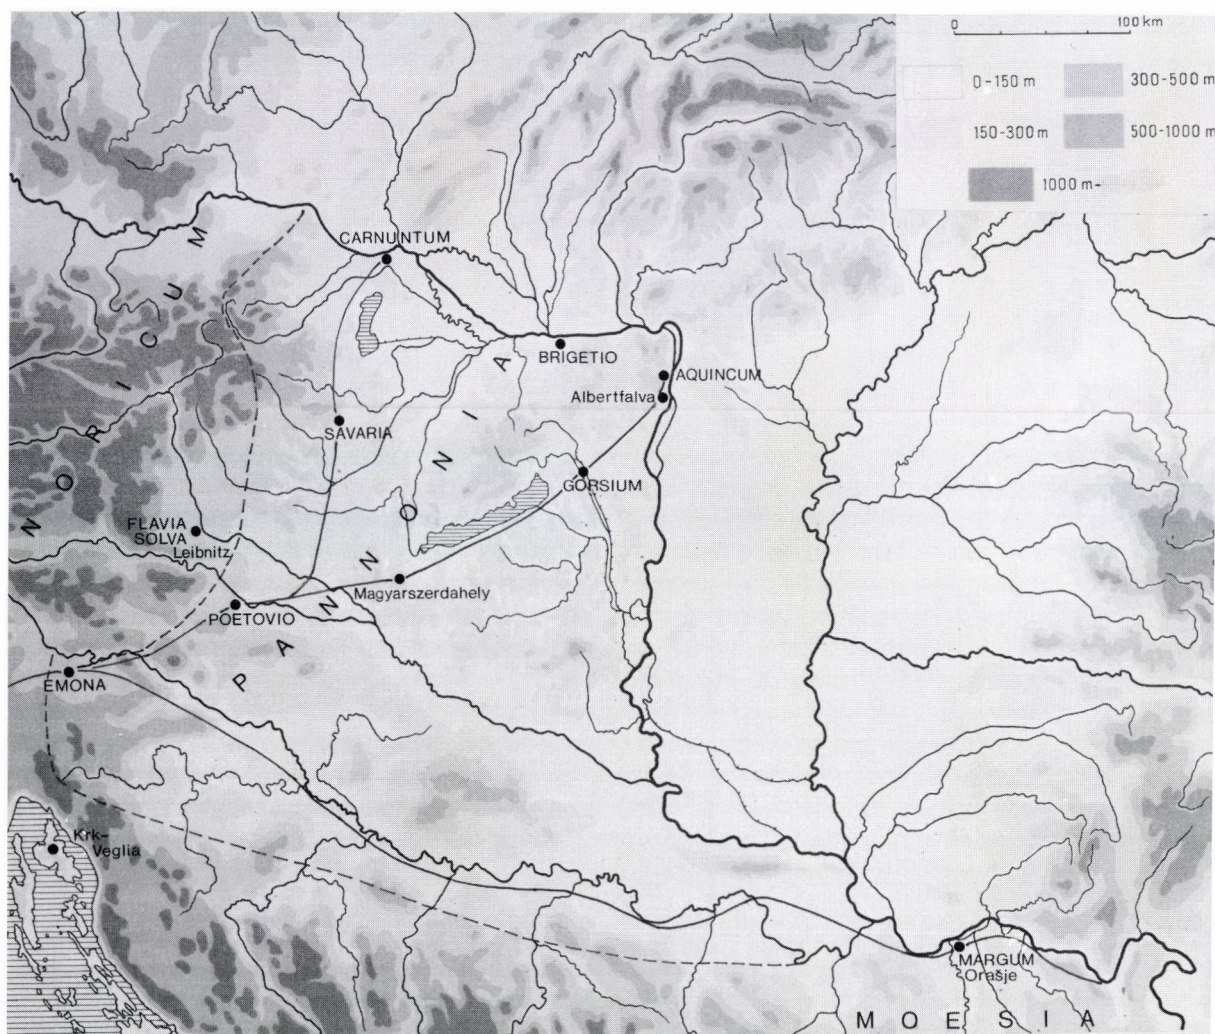 0 100 km
0-150 m 300-500 m
150-300 m 500-1000 m
1000 m-
NORICUM
CARNUNTUM
BRIGETIO
AQUINCUM
Albertfalva
SAVARIA
GORSIUM
PANNONIA
FLAVIA
SOLVA
Leibnitz
Magyarszerdahely
POETOVIO
EMONA
Krk-
Veglia
MARGUM
Orašje
MOESIA